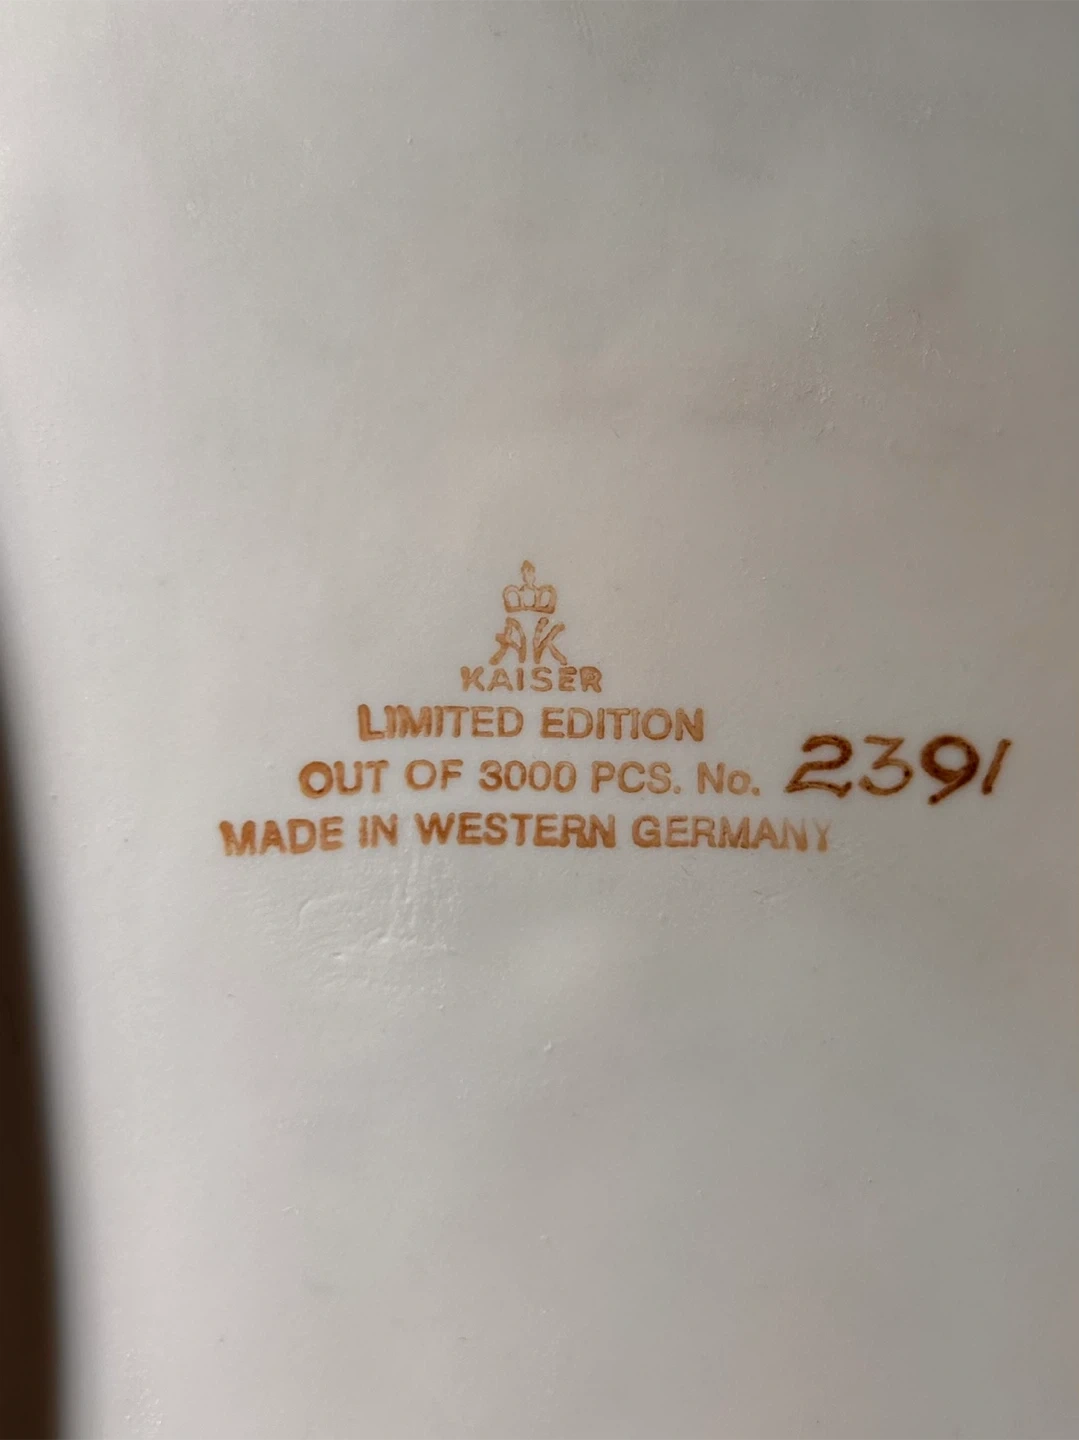 AK
KAISER
LIMITED EDITION
OUT OF 3000 PCS. No. 2391
MADE IN WESTERN GERMANY